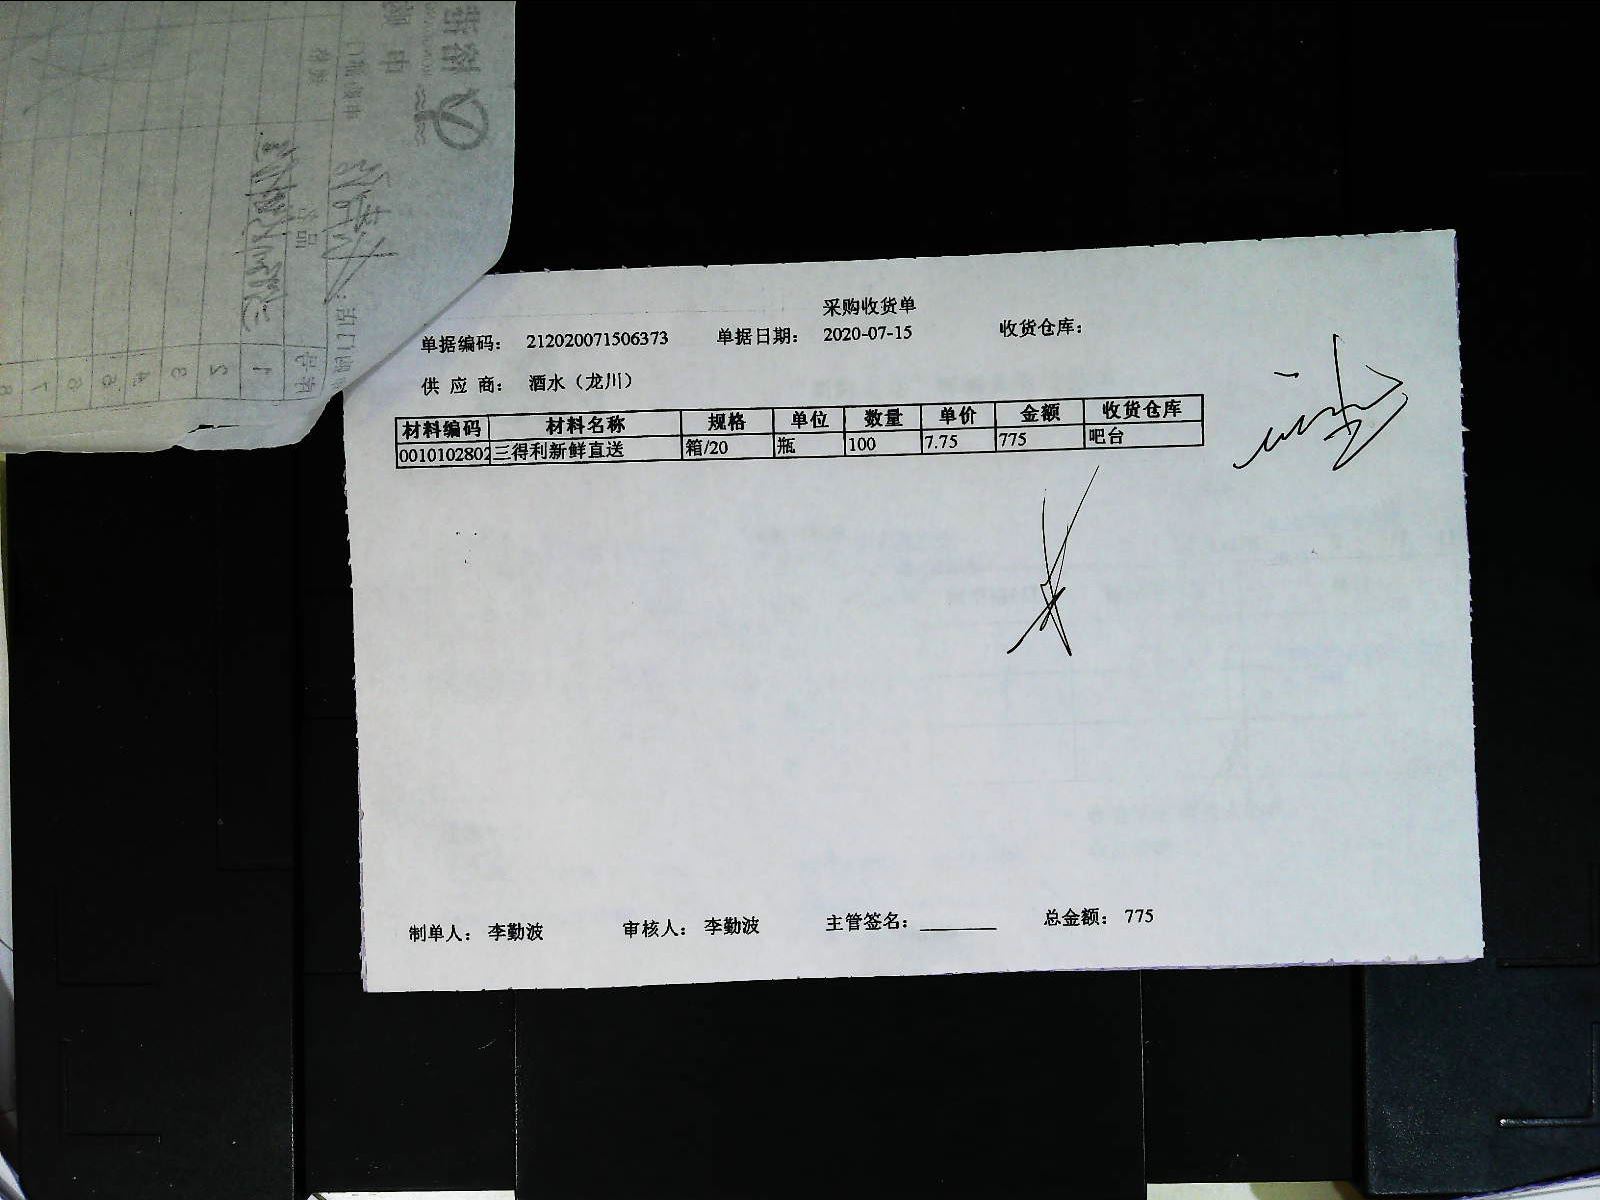 采购收货单
单据编码： 212020071506373 单据日期： 2020-07-15 收货仓库：
供 应 商： 酒水（龙川）
材料编码 材料名称 规格 单位 数量 单价 金额 收货仓库
0010102802 三得利新鲜直送 箱/20 瓶 100 7.75 775 吧台
制单人： 李勤波 审核人： 李勤波 主管签名：________ 总金额： 775